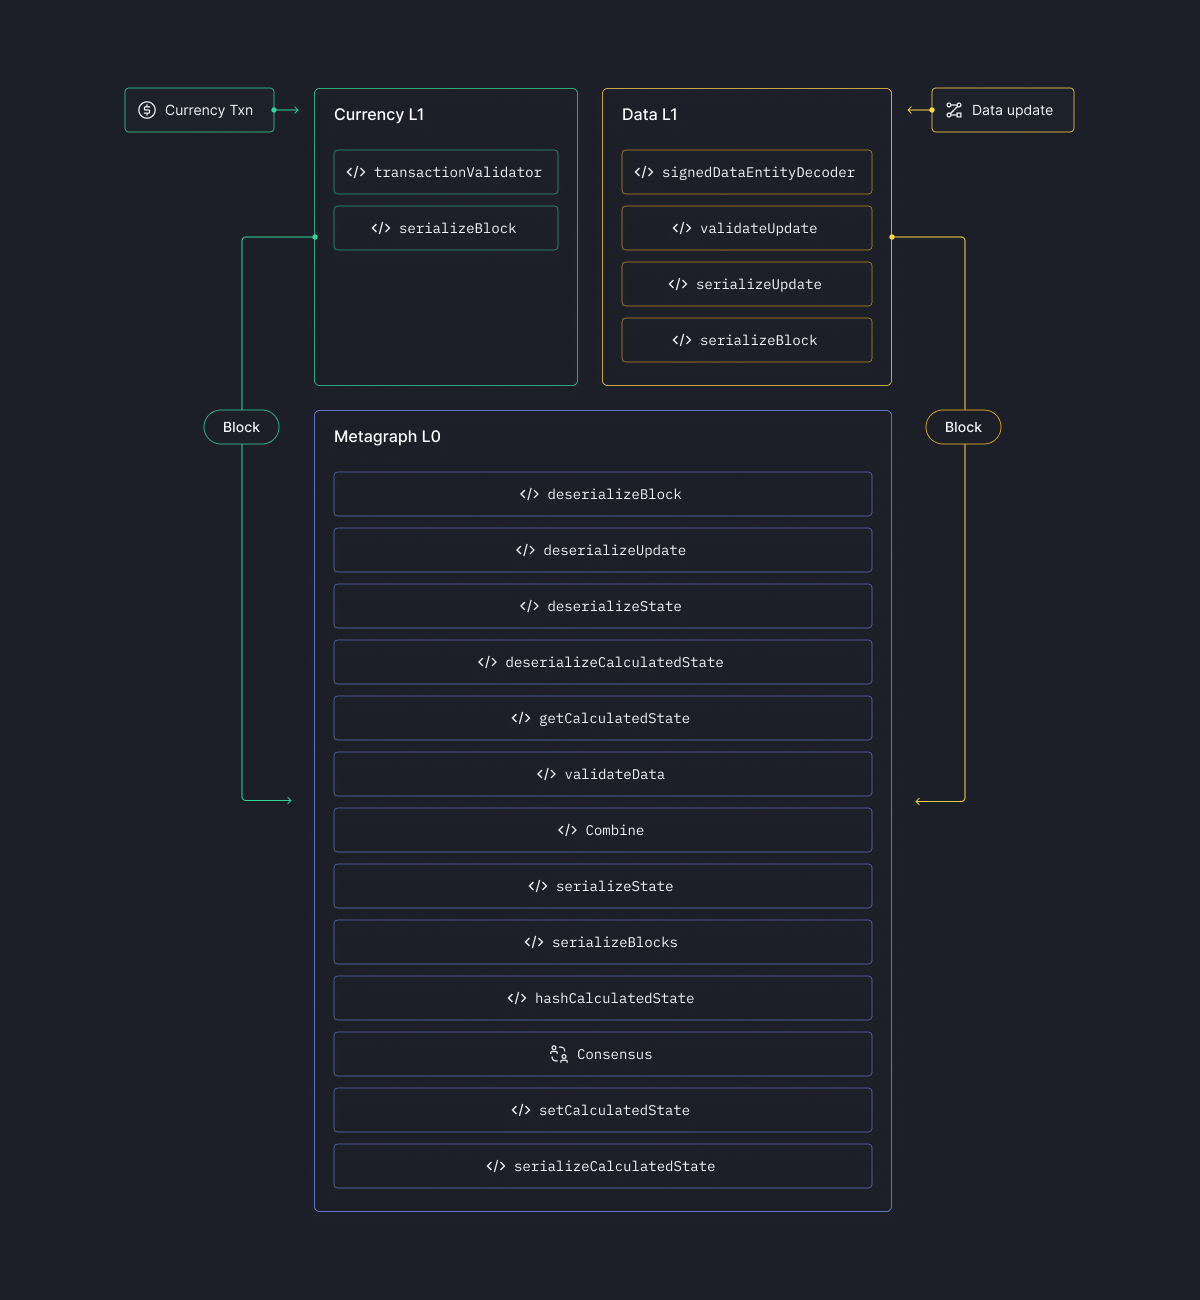 Currency Txn
Currency L1
</> transactionValidator
</> serializeBlock
Data L1
</> signedDataEntityDecoder
</> validateUpdate
</> serializeUpdate
</> serializeBlock
Data update
Block
Block
Metagraph L0
</> deserializeBlock
</> deserializeUpdate
</> deserializeState
</> deserializeCalculatedState
</> getCalculatedState
</> validateData
</> Combine
</> serializeState
</> serializeBlocks
</> hashCalculatedState
Consensus
</> setCalculatedState
</> serializeCalculatedState